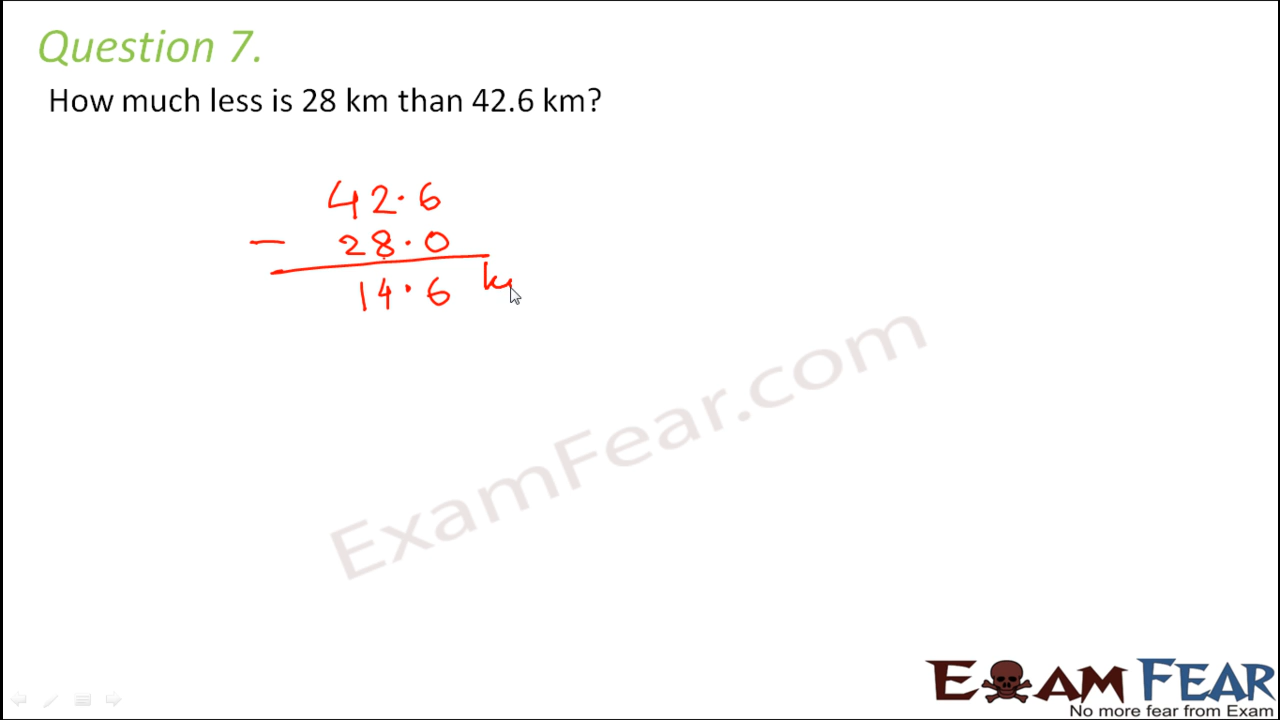 Question 7.
How much less is 28 km than 42.6 km?
42.6
- 28.0
14.6
ExamFear.com
EXAM FEAR
No more fear from Exam